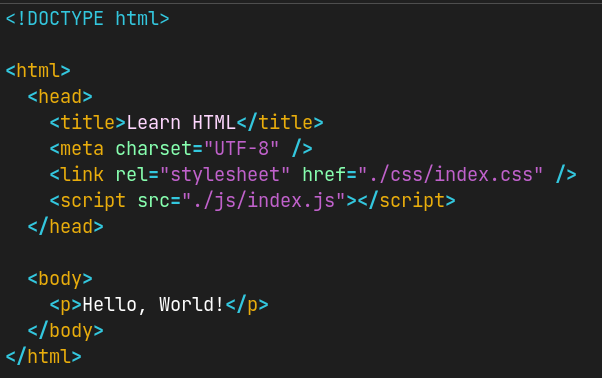 <!DOCTYPE html>
<html>
<head>
<title>Learn HTML</title>
<meta charset="UTF-8" />
<link rel="stylesheet" href="./css/index.css" />
<script src="./js/index.js"></script>
</head>
<body>
<p>Hello, World!</p>
</body>
</html>